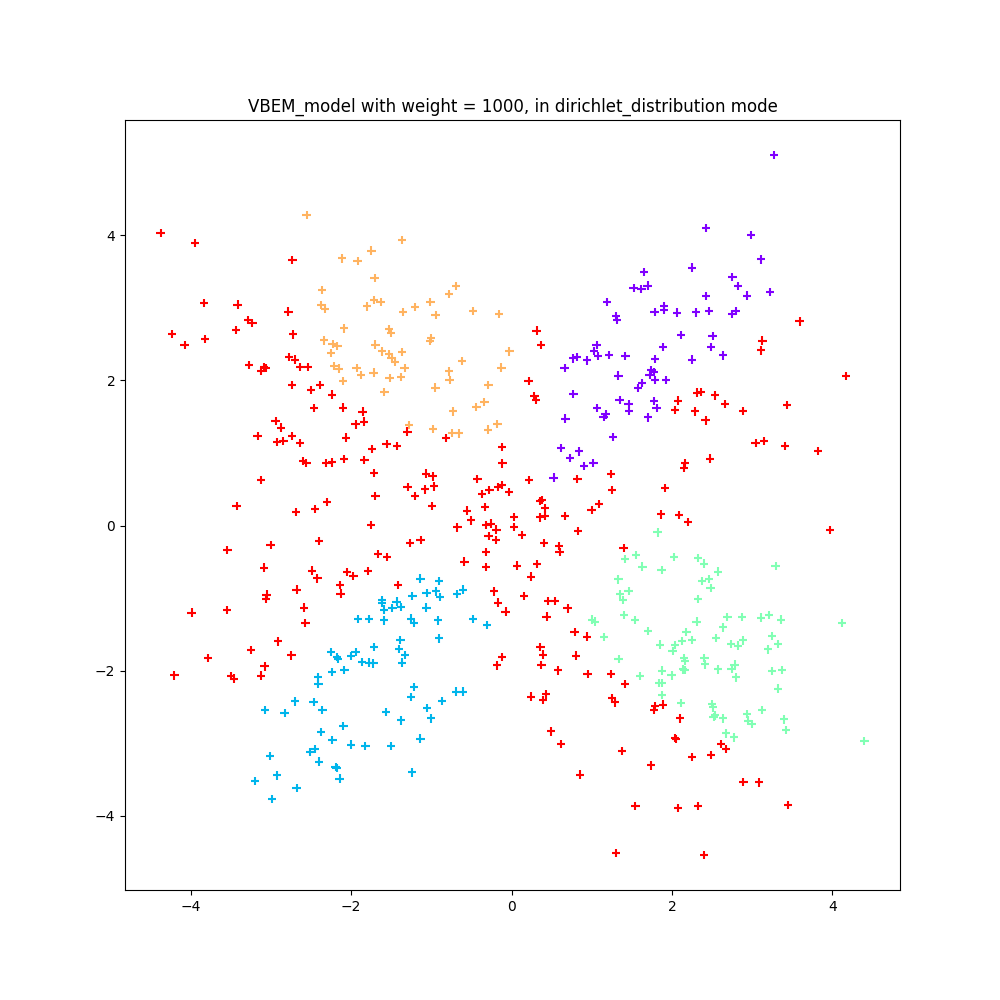 VBEM_model with weight = 1000, in dirichlet_distribution mode
4
2
0
−2
−4
−4 −2 0 2 4